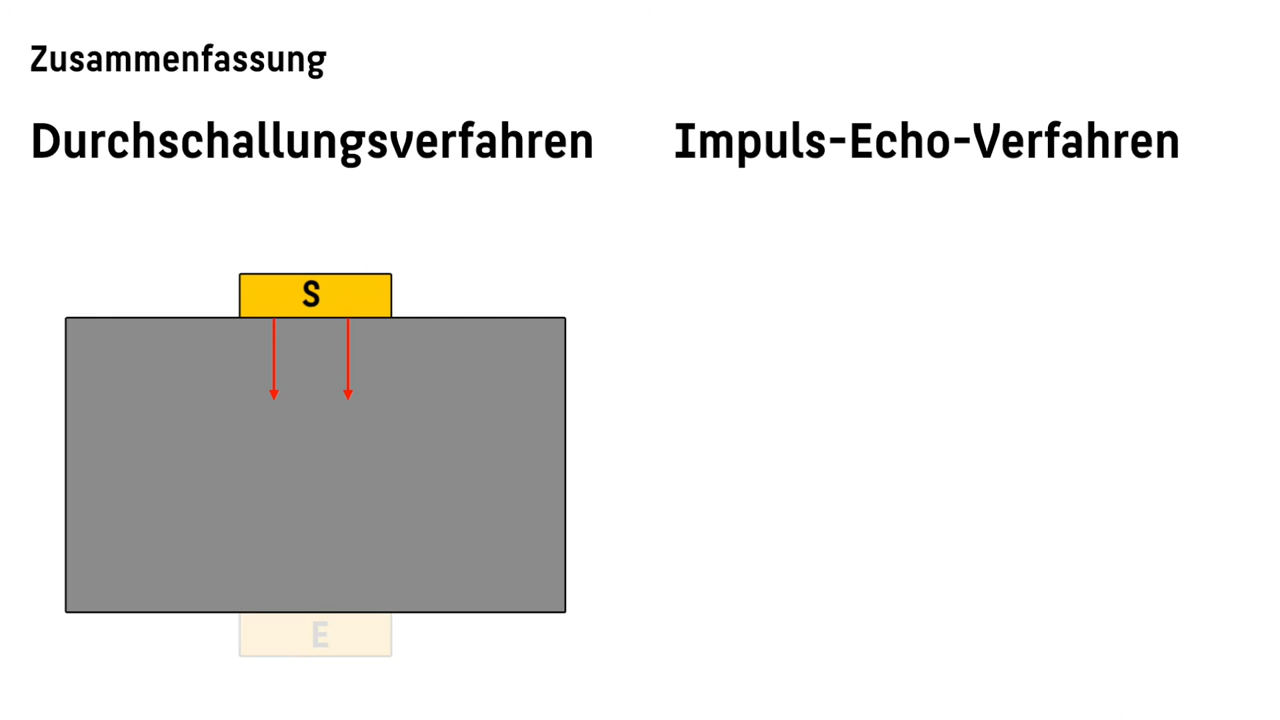 Zusammenfassung
Durchschallungsverfahren
Impuls-Echo-Verfahren
S
E